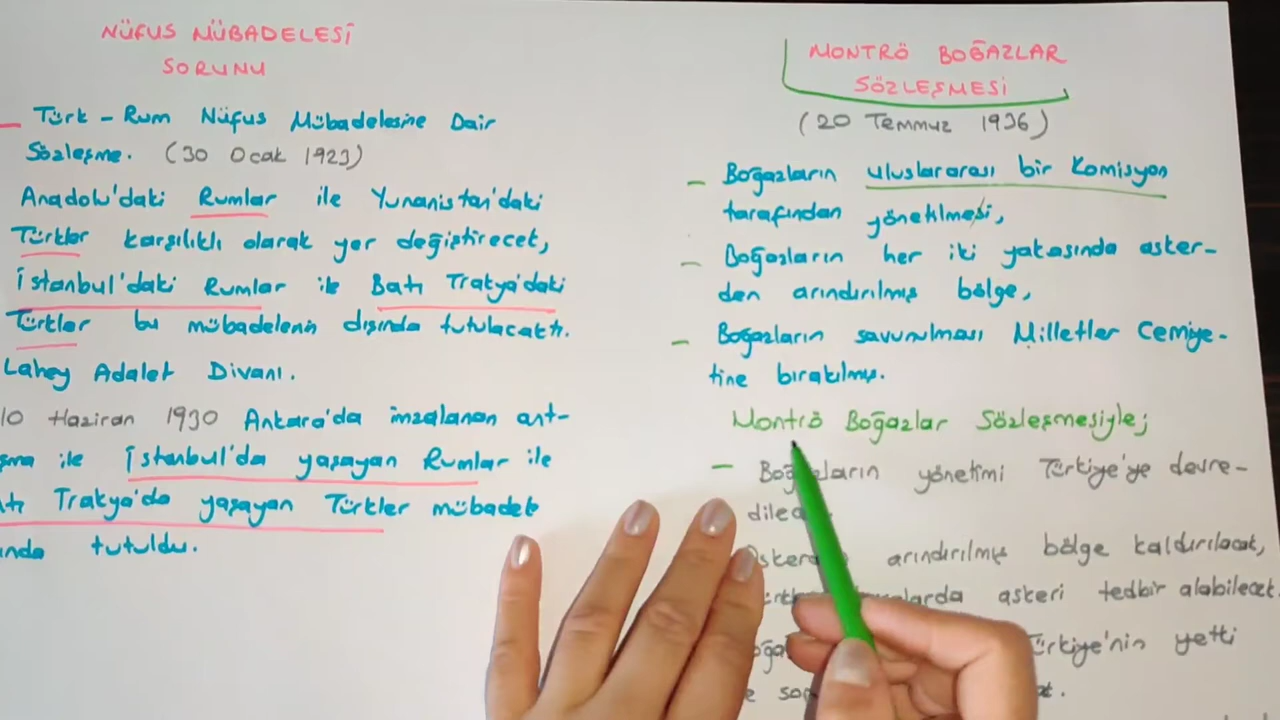 NÜFUS MÜBADELESİ
SORUNU
Türk - Rum Nüfus Mübadelesine Dair
Sözleşme. (30 Ocak 1923)
Anadolu'daki Rumlar ile Yunanistan'daki
Türkler karşılıklı olarak yer değiştirecek,
İstanbul'daki Rumlar ile Batı Trakya'daki
Türkler bu mübadelenin dışında tutulacaktı.
Lahey Adalet Divanı.
10 Haziran 1930 Ankara'da imzalanan ant-
ile İstanbul'da yaşayan Rumlar ile
Trakya'da yaşayan Türkler mübadele
tutuldu.
MONTRÖ BOĞAZLAR
SÖZLEŞMESİ
(20 Temmuz 1936)
- Boğazların uluslararası bir Komisyon
tarafından yönetilmesi,
- Boğazların her iki yakasında asker-
den arındırılmış bölge,
- Boğazların savunulması Milletler Cemiye-
tine bırakılmış.
Montrö Boğazlar Sözleşmesiyle;
- Boğazların yönetimi Türkiye'ye devre-
arındırılmış bölge kaldırılacak,
askeri tedbir alabilecek.
Türkiye'nin yetki